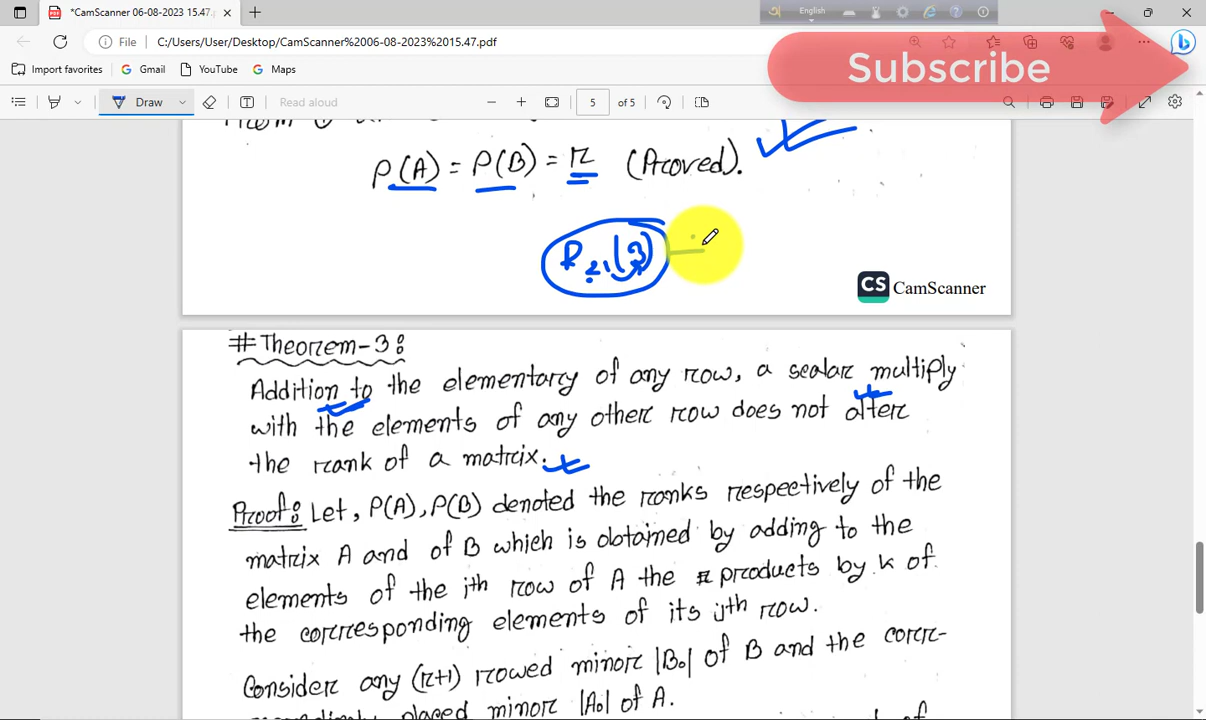 *CamScanner 06-08-2023 15.47.p
English
File C:/Users/User/Desktop/CamScanner%2006-08-2023%2015.47.pdf
Subscribe
Import favorites Gmail YouTube Maps
Draw Read aloud 5 of 5
P(A) = P(B) = r (Proved).
R21(3)
CS CamScanner
#Theorem-3:
Addition to the elementary of any row, a sealar multiply
with the elements of any other row does not alter
the rank of a matrix.
Proof: Let, P(A), P(B) denoted the ranks respectively of the
matrix A and of B which is obtained by adding to the
elements of the ith row of A the products by k of
the corresponding elements of its jth row.
Consider any (r+1) rowed minor |B₀| of B and the corr-
placed minor |A₀| of A.